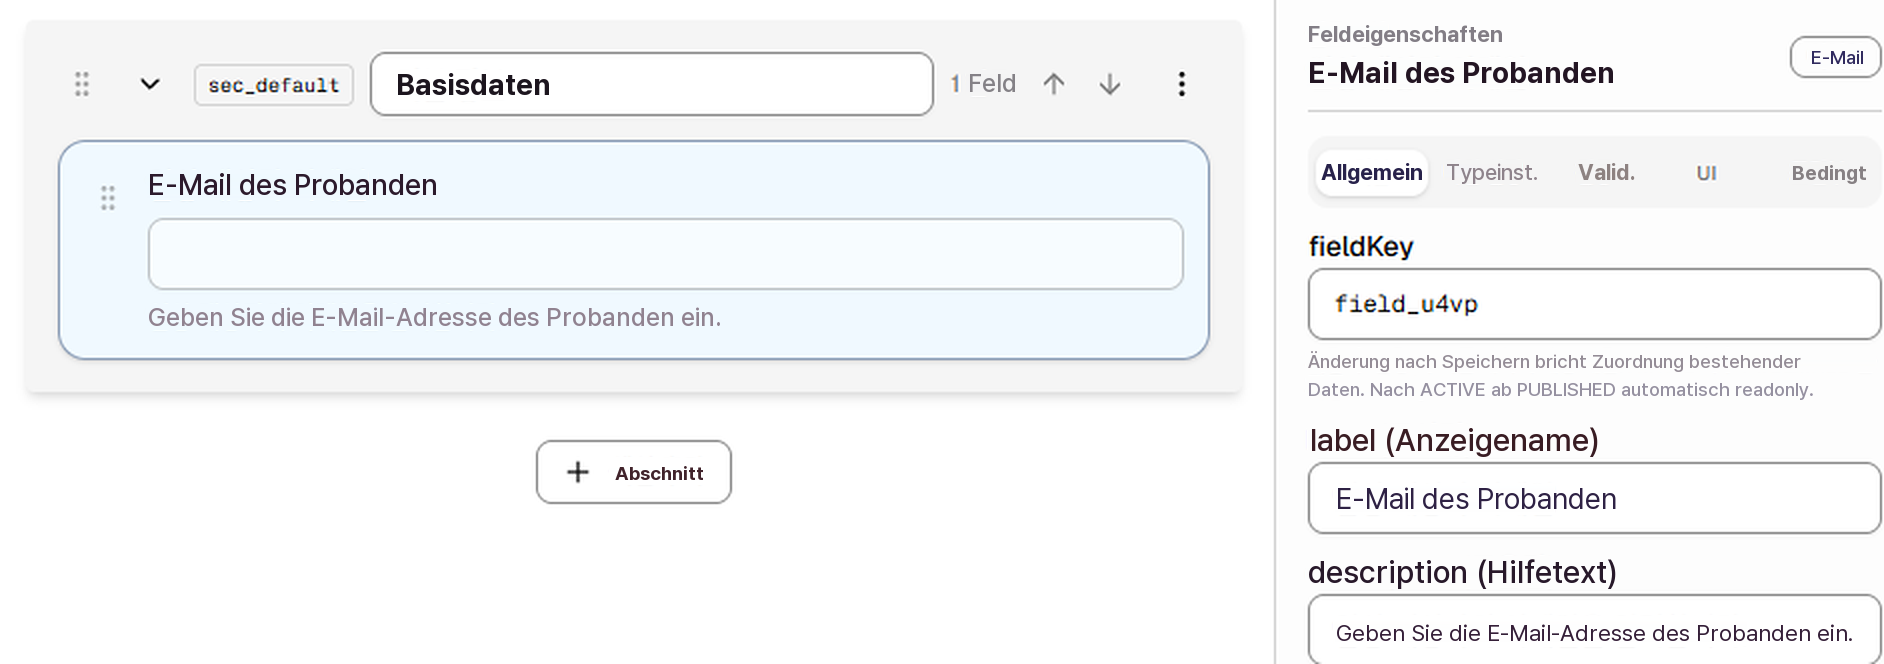 sec_default
Basisdaten
1 Feld
E-Mail des Probanden
Geben Sie die E-Mail-Adresse des Probanden ein.
Abschnitt
Feldeigenschaften
E-Mail des Probanden
E-Mail
Allgemein Typeinst. Valid. UI Bedingt
fieldKey
field_u4vp
Änderung nach Speichern bricht Zuordnung bestehender
Daten. Nach ACTIVE ab PUBLISHED automatisch readonly.
label (Anzeigename)
E-Mail des Probanden
description (Hilfetext)
Geben Sie die E-Mail-Adresse des Probanden ein.